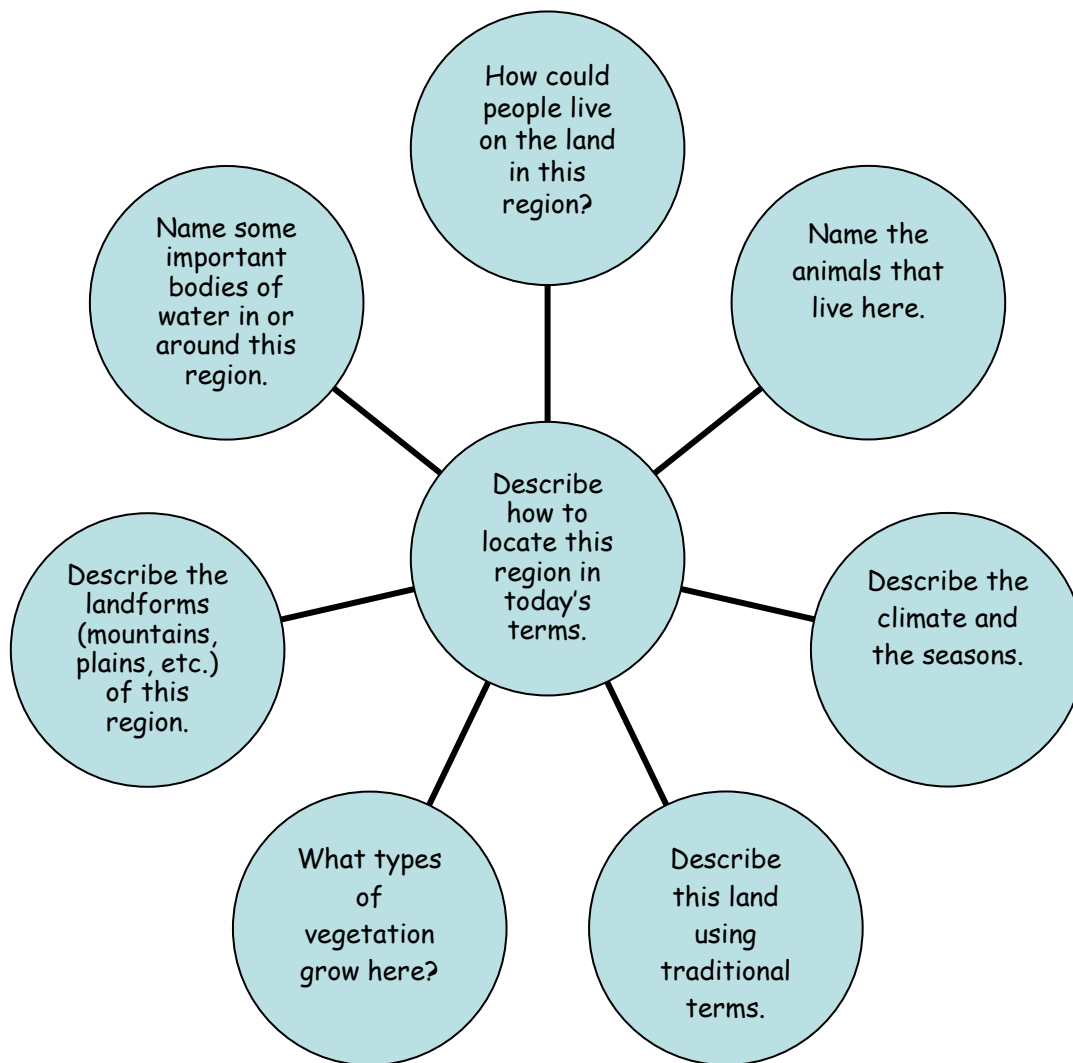 How could
people live
on the land
in this
region?
Name the
animals that
live here.
Describe the
climate and
the seasons.
Describe
this land
using
traditional
terms.
What types
of
vegetation
grow here?
Describe the
landforms
(mountains,
plains, etc.)
of this
region.
Name some
important
bodies of
water in or
around this
region.
Describe
how to
locate this
region in
today's
terms.